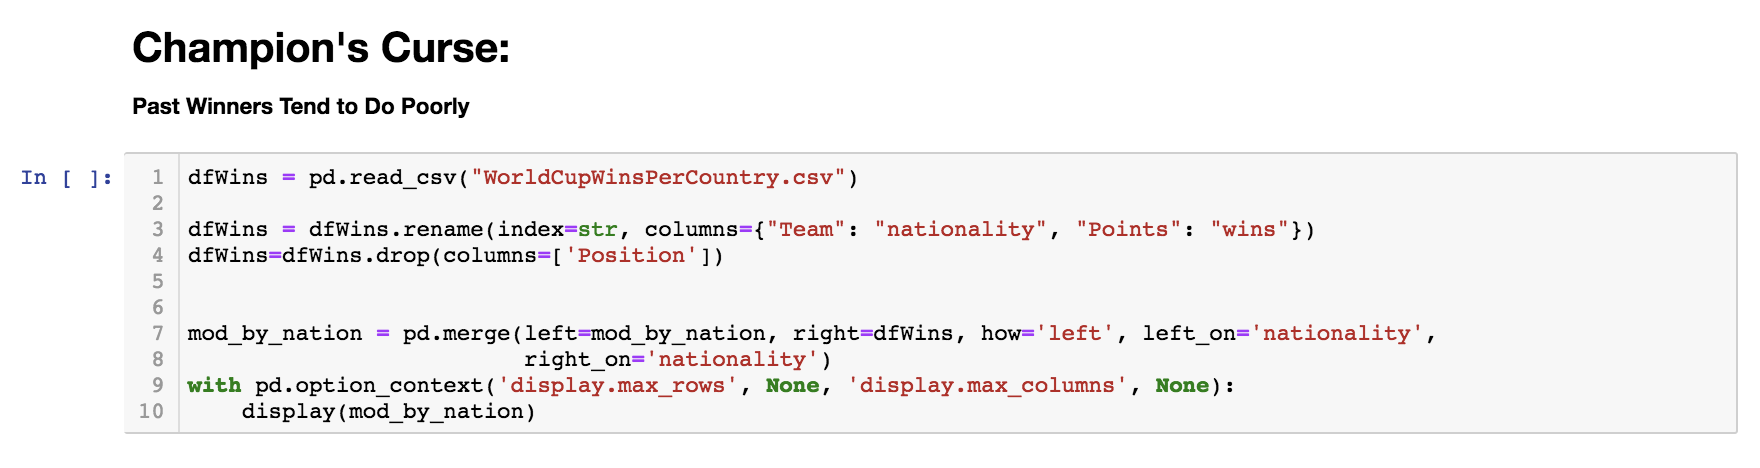 Champion's Curse:
Past Winners Tend to Do Poorly
In [ ]:
1 dfWins = pd.read_csv("WorldCupWinsPerCountry.csv")
2
3 dfWins = dfWins.rename(index=str, columns={"Team": "nationality", "Points": "wins"})
4 dfWins=dfWins.drop(columns=['Position'])
5
6
7 mod_by_nation = pd.merge(left=mod_by_nation, right=dfWins, how='left', left_on='nationality',
8                          right_on='nationality')
9 with pd.option_context('display.max_rows', None, 'display.max_columns', None):
10     display(mod_by_nation)